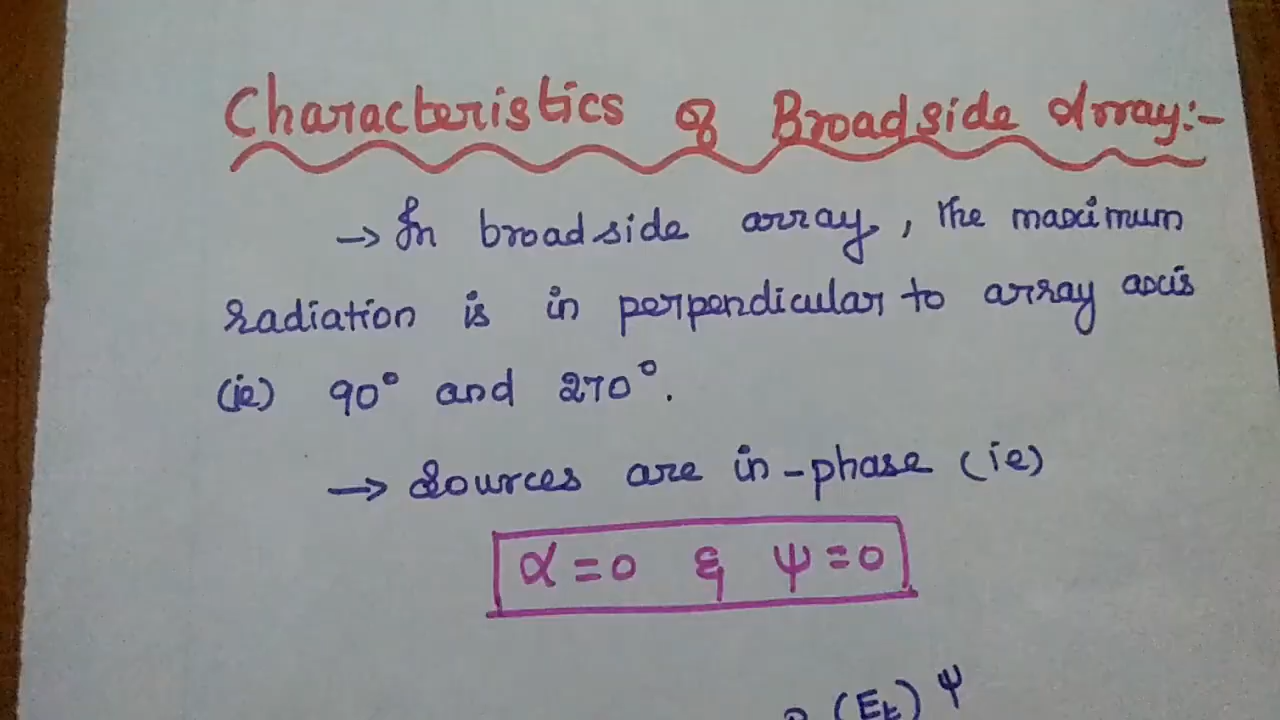 Characteristics of Broadside Array:-
→ In broadside array, the maximum
radiation is in perpendicular to array axis
(ie) 90° and 270°.
→ Sources are in-phase (ie)
α = 0 & ψ = 0
(Et) ψ